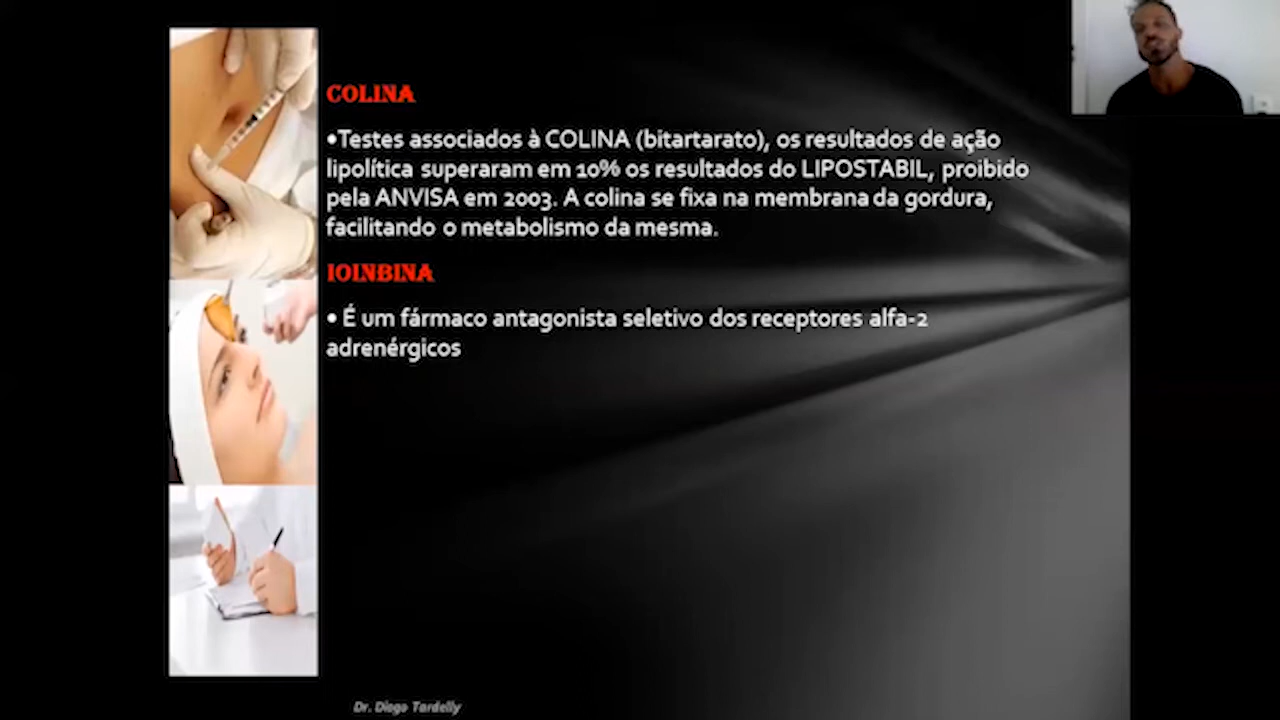 COLINA
•Testes associados à COLINA (bitartarato), os resultados de ação
lipolítica superaram em 10% os resultados do LIPOSTABIL, proibido
pela ANVISA em 2003. A colina se fixa na membrana da gordura,
facilitando o metabolismo da mesma.
IOINBINA
• É um fármaco antagonista seletivo dos receptores alfa-2
adrenérgicos
Dr. Diego Tardelly